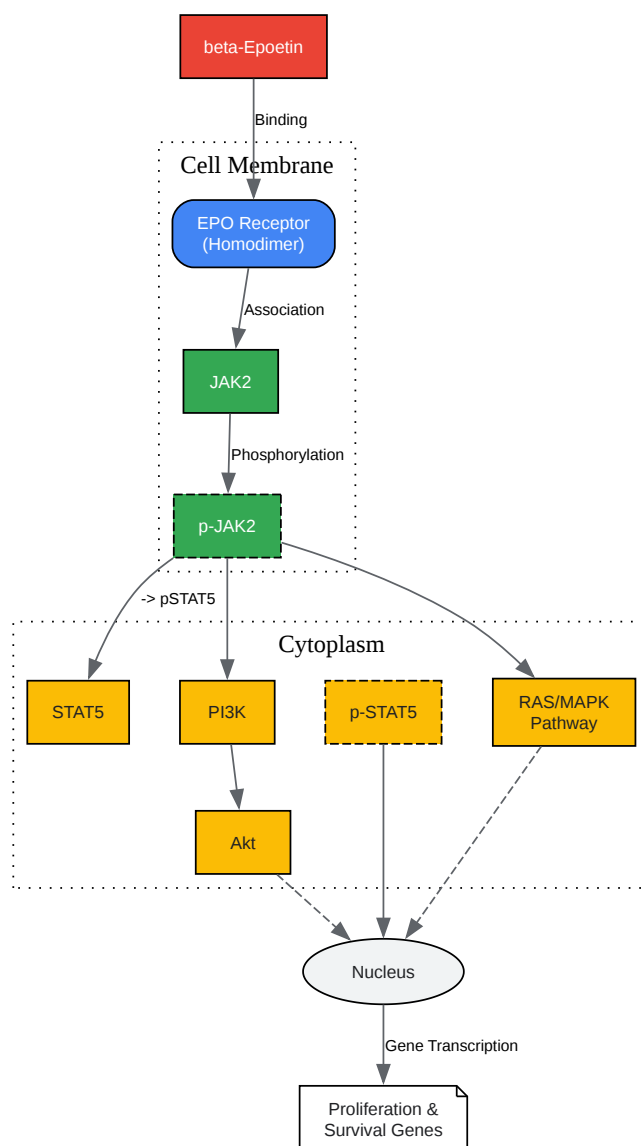 beta-Epoetin
Binding
Cell Membrane
EPO Receptor
(Homodimer)
Association
JAK2
Phosphorylation
p-JAK2
-> pSTAT5
Cytoplasm
STAT5
PI3K
p-STAT5
RAS/MAPK
Pathway
Akt
Nucleus
Gene Transcription
Proliferation &
Survival Genes